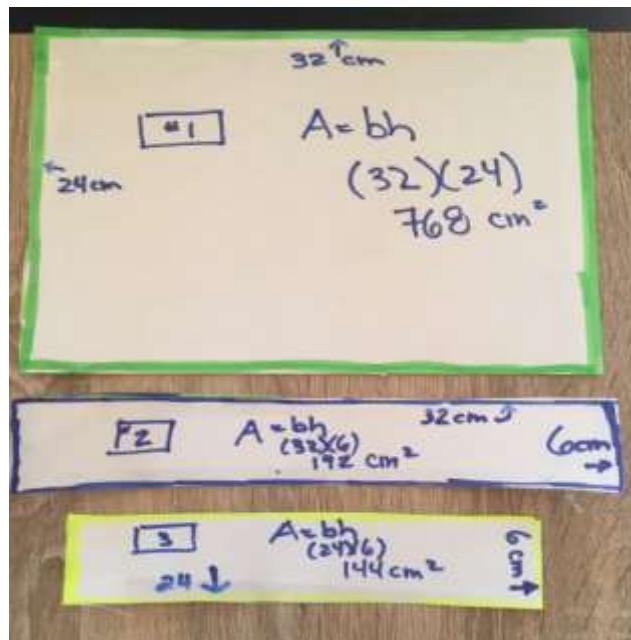 32 ↑ cm
#1
A = bh
← 24cm
(32)(24)
768 cm²
#2
A = bh
32cm
(32)(6)
6cm
→
192 cm²
3
A = bh
(24)(6)
6 cm
→
24 ↓
144 cm²